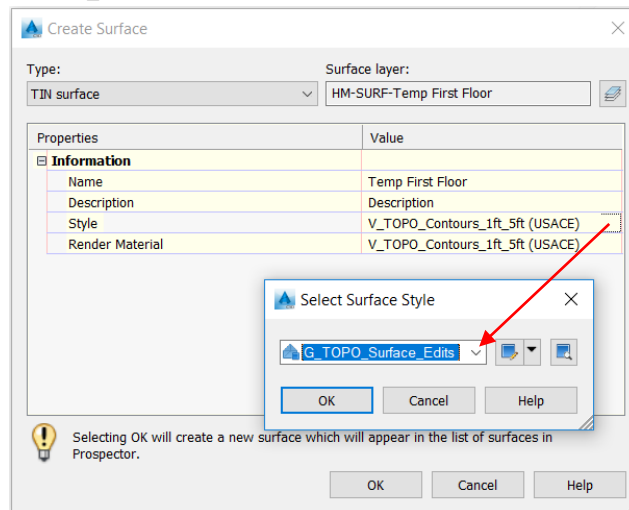 Create Surface
Type:
Surface layer:
TIN surface
HM-SURF-Temp First Floor
Properties
Value
Information
Name
Temp First Floor
Description
Description
Style
V_TOPO_Contours_1ft_5ft (USACE)
Render Material
V_TOPO_Contours_1ft_5ft (USACE)
Select Surface Style
G_TOPO_Surface_Edits
OK
Cancel
Help
Selecting OK will create a new surface which will appear in the list of surfaces in
Prospector.
OK
Cancel
Help